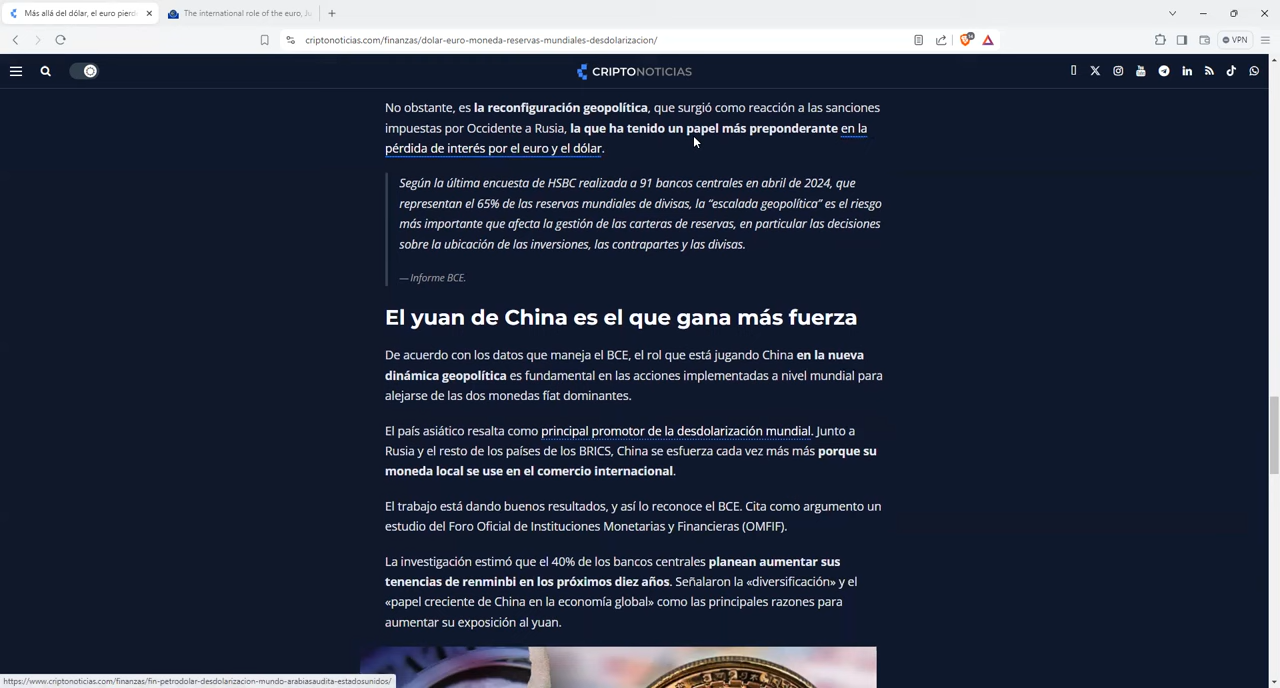 Más allá del dólar, el euro pierd
The international role of the euro, Ju
criptonoticias.com/finanzas/dolar-euro-moneda-reservas-mundiales-desdolarizacion/
VPN
CRIPTONOTICIAS
No obstante, es la reconfiguración geopolítica, que surgió como reacción a las sanciones
impuestas por Occidente a Rusia, la que ha tenido un papel más preponderante en la
pérdida de interés por el euro y el dólar.
Según la última encuesta de HSBC realizada a 91 bancos centrales en abril de 2024, que
representan el 65% de las reservas mundiales de divisas, la “escalada geopolítica” es el riesgo
más importante que afecta la gestión de las carteras de reservas, en particular las decisiones
sobre la ubicación de las inversiones, las contrapartes y las divisas.
— Informe BCE.
El yuan de China es el que gana más fuerza
De acuerdo con los datos que maneja el BCE, el rol que está jugando China en la nueva
dinámica geopolítica es fundamental en las acciones implementadas a nivel mundial para
alejarse de las dos monedas fíat dominantes.
El país asiático resalta como principal promotor de la desdolarización mundial. Junto a
Rusia y el resto de los países de los BRICS, China se esfuerza cada vez más más porque su
moneda local se use en el comercio internacional.
El trabajo está dando buenos resultados, y así lo reconoce el BCE. Cita como argumento un
estudio del Foro Oficial de Instituciones Monetarias y Financieras (OMFIF).
La investigación estimó que el 40% de los bancos centrales planean aumentar sus
tenencias de renminbi en los próximos diez años. Señalaron la «diversificación» y el
«papel creciente de China en la economía global» como las principales razones para
aumentar su exposición al yuan.
https://www.criptonoticias.com/finanzas/fin-petrodolar-desdolarizacion-mundo-arabiasaudita-estadosunidos/